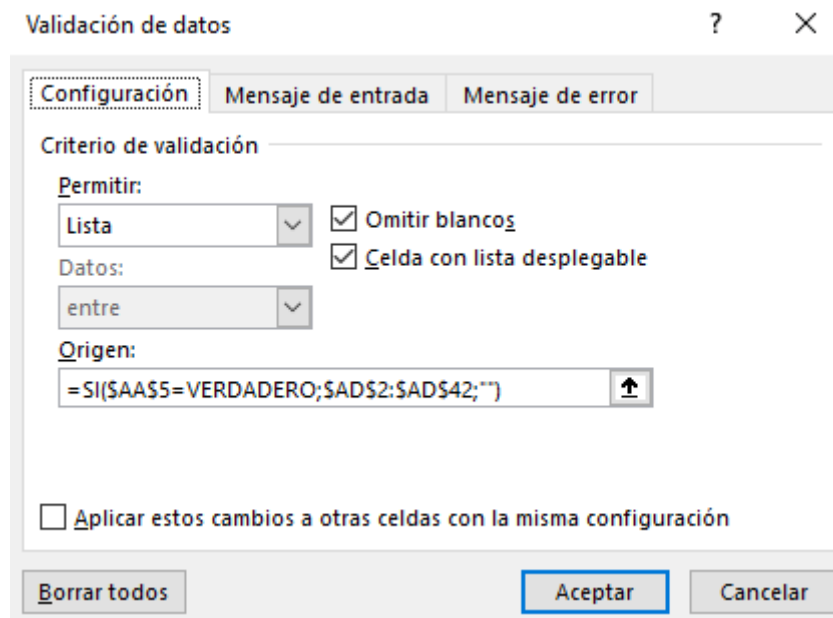 Validación de datos ? ×
Configuración Mensaje de entrada Mensaje de error
Criterio de validación
Permitir:
Lista Omitir blancos
Celda con lista desplegable
Datos:
entre
Origen:
=SI($AA$5=VERDADERO;$AD$2:$AD$42;"")
Aplicar estos cambios a otras celdas con la misma configuración
Borrar todos Aceptar Cancelar